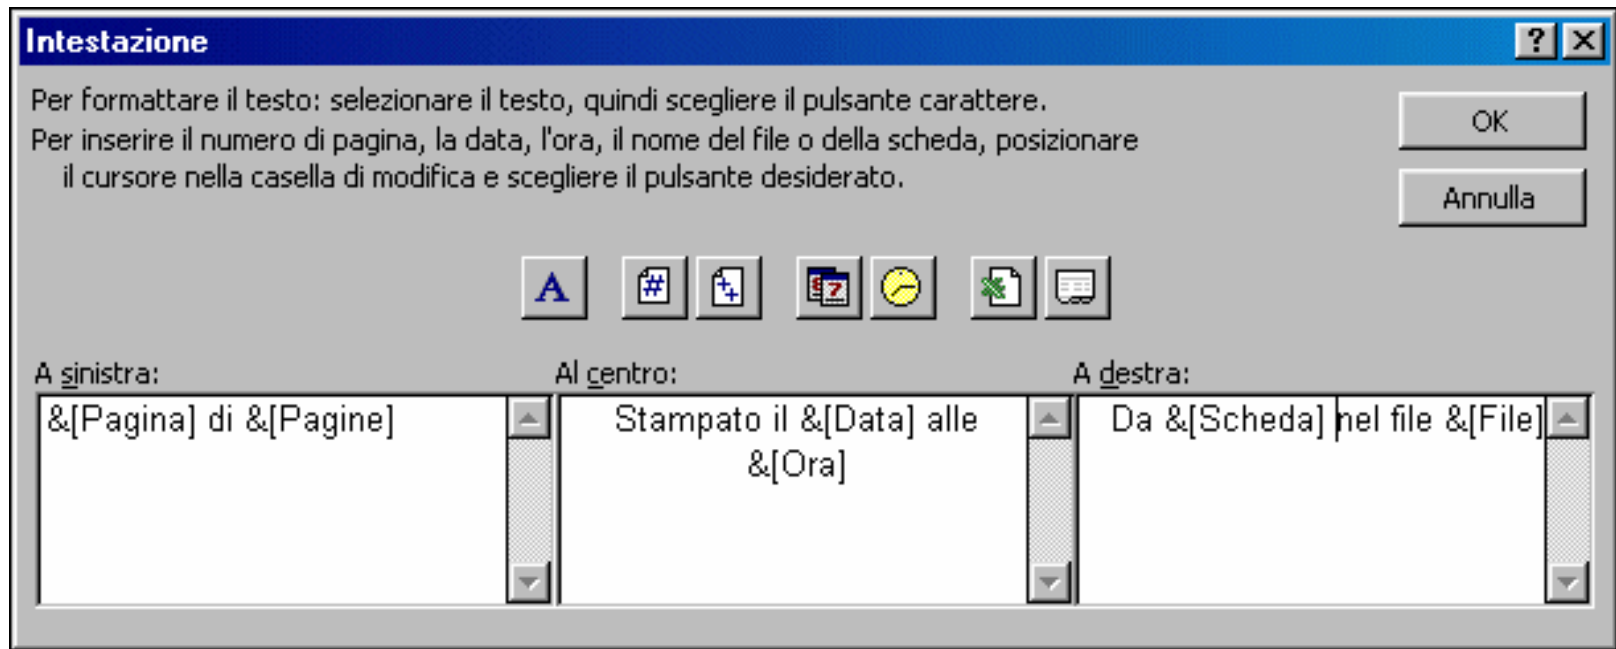 Intestazione
Per formattare il testo: selezionare il testo, quindi scegliere il pulsante carattere.
Per inserire il numero di pagina, la data, l'ora, il nome del file o della scheda, posizionare
il cursore nella casella di modifica e scegliere il pulsante desiderato.
OK
Annulla
A sinistra:
&[Pagina] di &[Pagine]
Al centro:
Stampato il &[Data] alle
&[Ora]
A destra:
Da &[Scheda] nel file &[File]